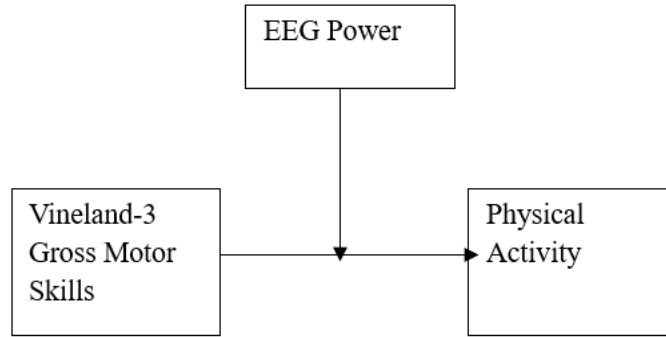 EEG Power
Vineland-3
Gross Motor
Skills
Physical
Activity